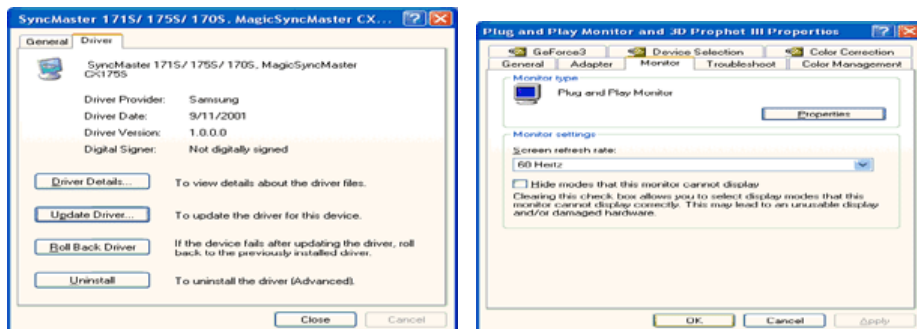 SyncMaster 171S/ 175S/ 170S, MagicSyncMaster CX...
General Driver
SyncMaster 171S/ 175S/ 170S, MagicSyncMaster
CX175S
Driver Provider: Samsung
Driver Date: 9/11/2001
Driver Version: 1.0.0.0
Digital Signer: Not digitally signed
Driver Details... To view details about the driver files.
Update Driver... To update the driver for this device.
Roll Back Driver If the device fails after updating the driver, roll
back to the previously installed driver.
Uninstall To uninstall the driver (Advanced).
Close Cancel
Plug and Play Monitor and 3D Prophet III Properties
GeForce3 Device Selection Color Correction
General Adapter Monitor Troubleshoot Color Management
Monitor type
Plug and Play Monitor
Properties
Monitor settings
Screen refresh rate:
60 Hertz
Hide modes that this monitor cannot display
Clearing this check box allows you to select display modes that this
monitor cannot display correctly. This may lead to an unusable display
and/or damaged hardware.
OK Cancel Apply